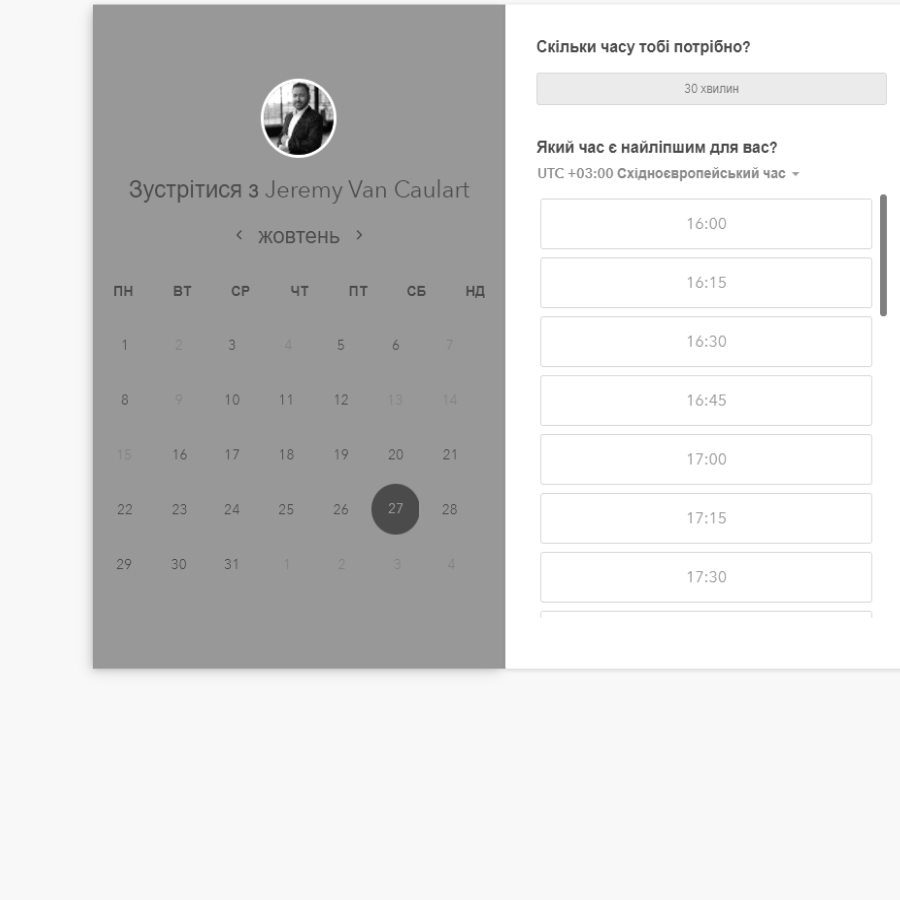 Зустрітися з Jeremy Van Caulart
жовтень
ПН ВТ СР ЧТ ПТ СБ НД
1 2 3 4 5 6 7
8 9 10 11 12 13 14
15 16 17 18 19 20 21
22 23 24 25 26 27 28
29 30 31 1 2 3 4
Скільки часу тобі потрібно?
30 хвилин
Який час є найліпшим для вас?
UTC +03:00 Східноєвропейський час
16:00
16:15
16:30
16:45
17:00
17:15
17:30